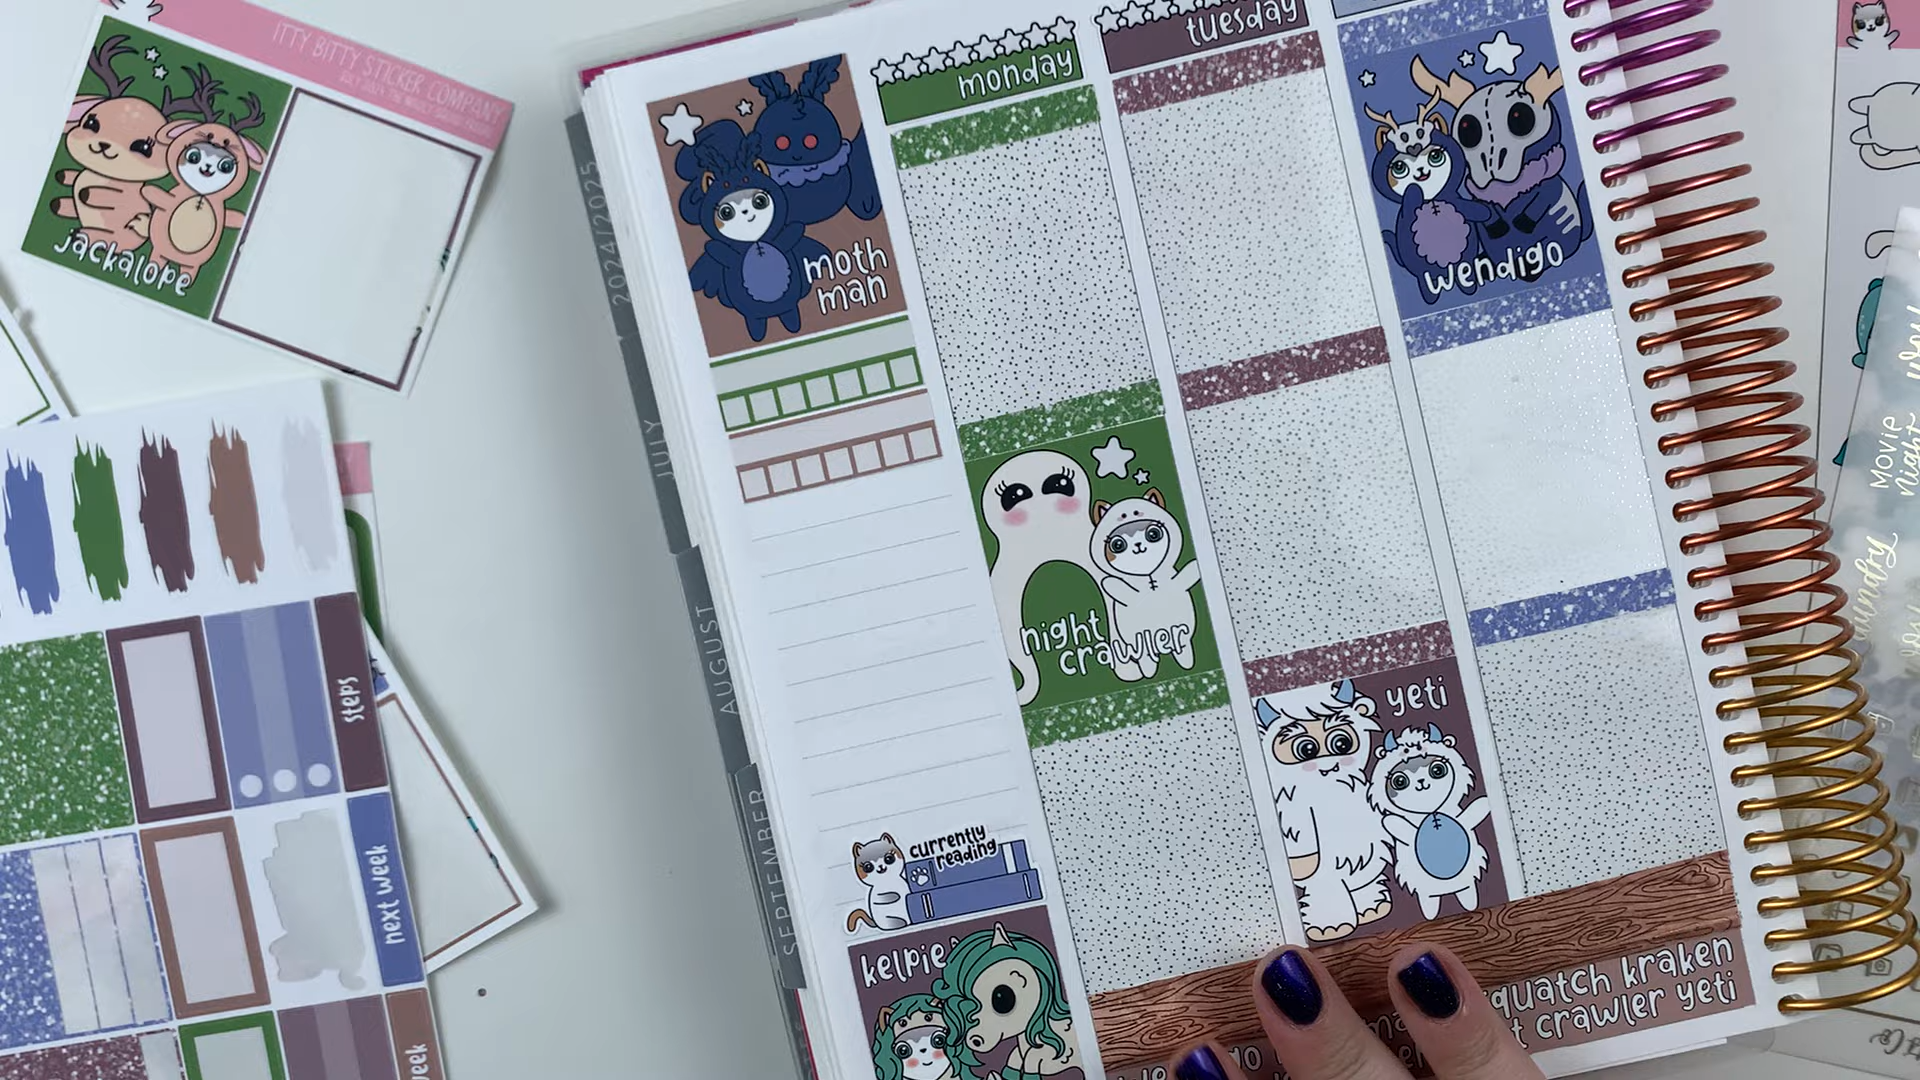 ITTY BITTY STICKER COMPANY
jackalope
steps
next week
2024/2025
JULY
AUGUST
SEPTEMBER
moth
man
monday
tuesday
wendigo
night
crawler
yeti
currently
reading
kelpie
quatch kraken
crawler yeti
Movie
night